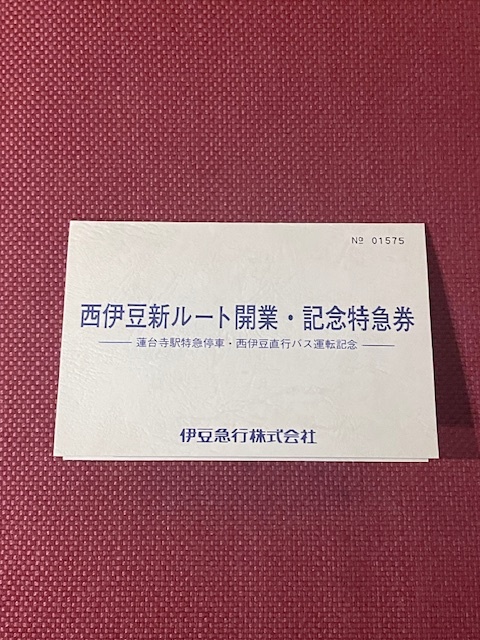 № 01575
西伊豆新ルート開業・記念特急券
蓮台寺駅特急停車・西伊豆直行バス運転記念
伊豆急行株式会社